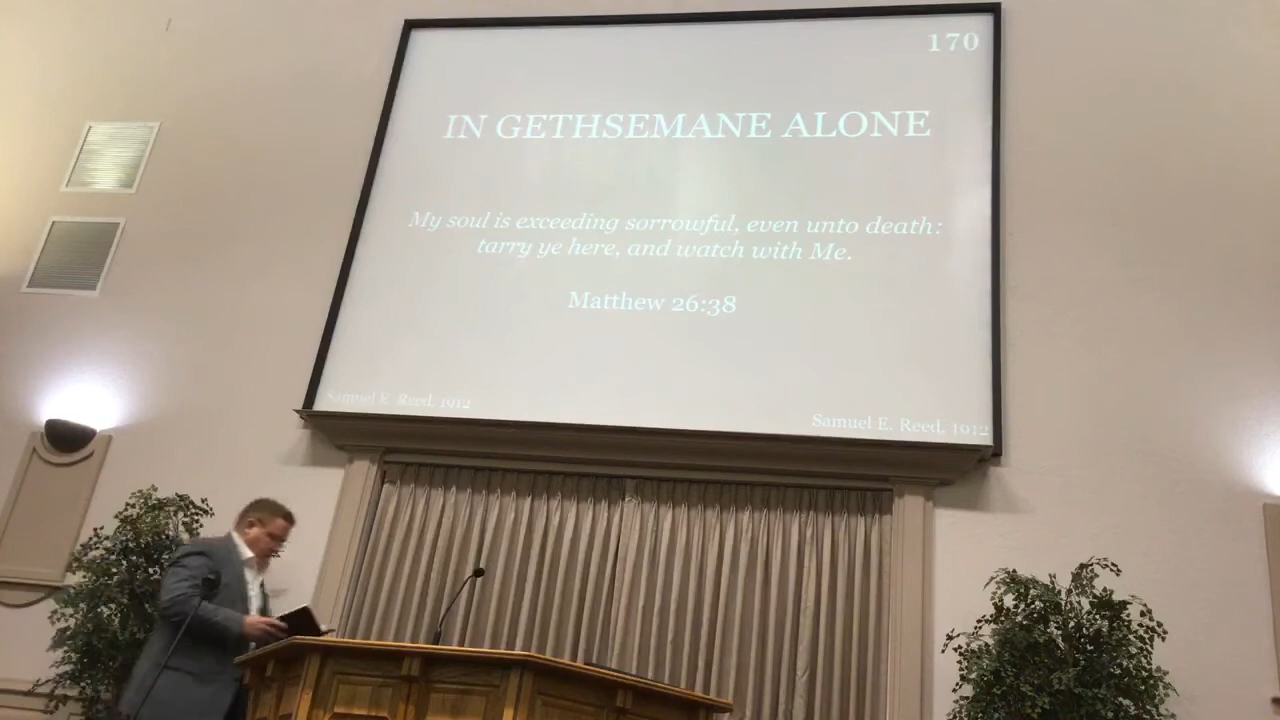 170
IN GETHSEMANE ALONE
My soul is exceeding sorrowful, even unto death:
tarry ye here, and watch with Me.
Matthew 26:38
Samuel E. Reed, 1912
Samuel E. Reed, 1912